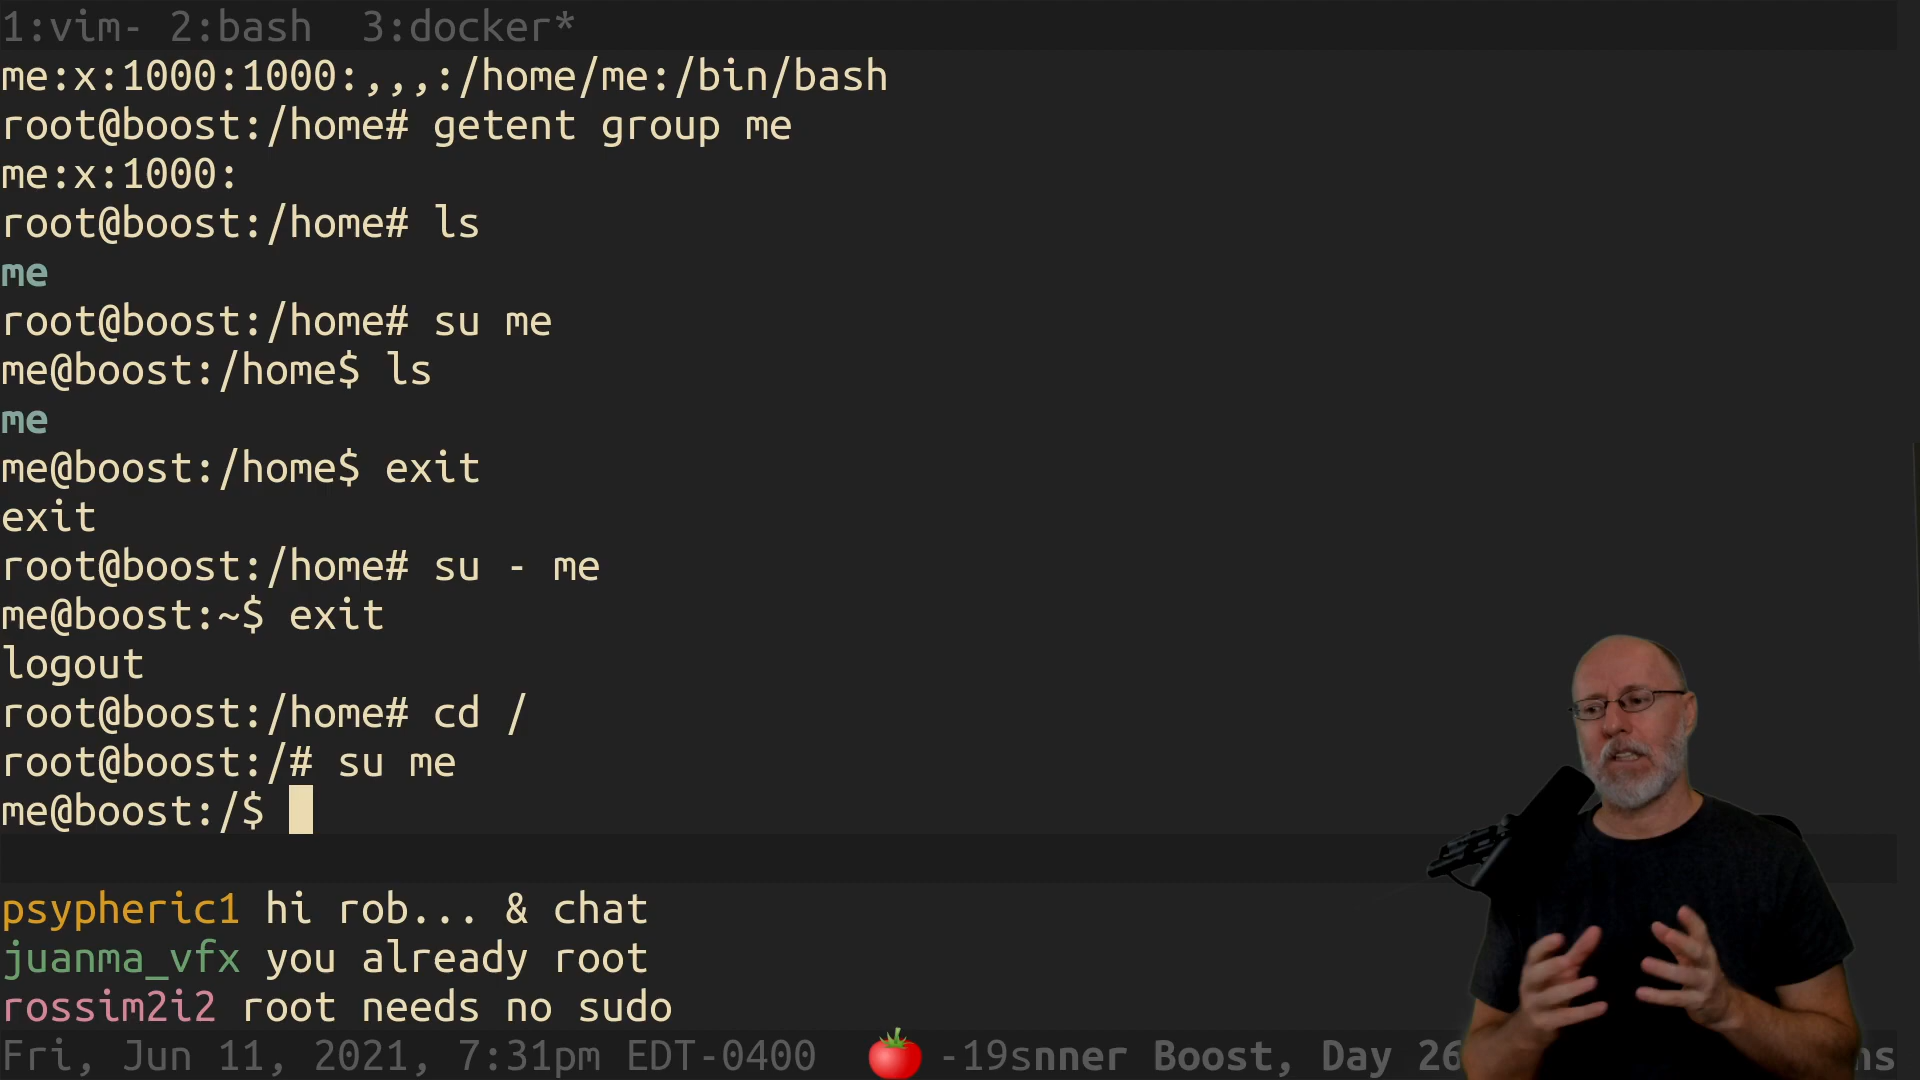 1:vim- 2:bash  3:docker*
me:x:1000:1000:,,,:/home/me:/bin/bash
root@boost:/home# getent group me
me:x:1000:
root@boost:/home# ls
me
root@boost:/home# su me
me@boost:/home$ ls
me
me@boost:/home$ exit
exit
root@boost:/home# su - me
me@boost:~$ exit
logout
root@boost:/home# cd /
root@boost:/# su me
me@boost:/$
psypheric1 hi rob... & chat
juanma_vfx you already root
rossim2i2 root needs no sudo
Fri, Jun 11, 2021, 7:31pm EDT-0400 🍅 -19snner Boost, Day 26